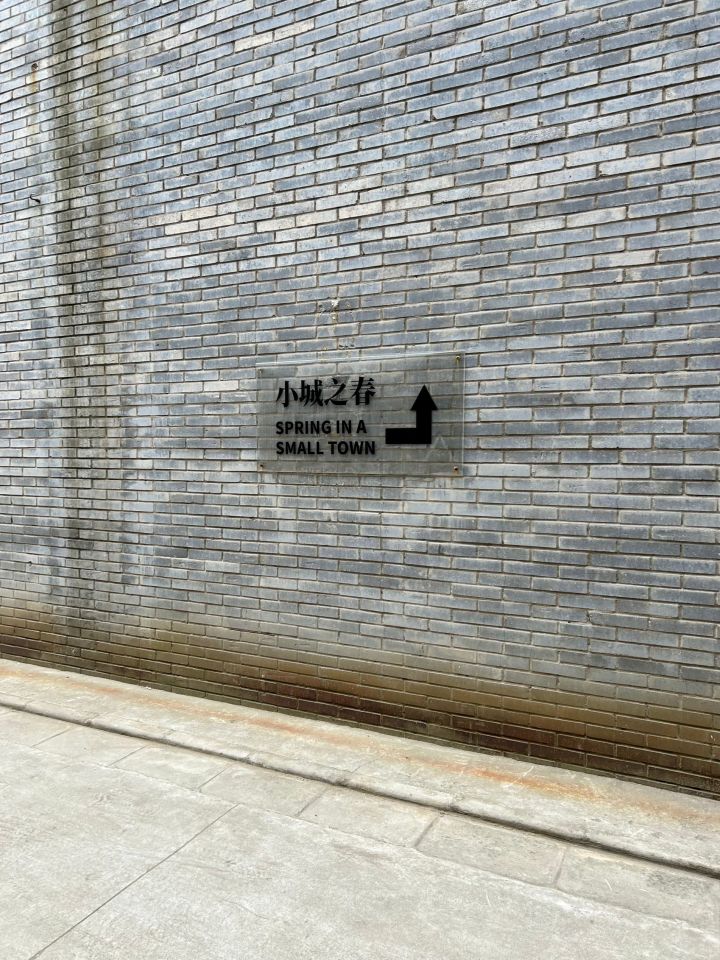 小城之春
SPRING IN A
SMALL TOWN